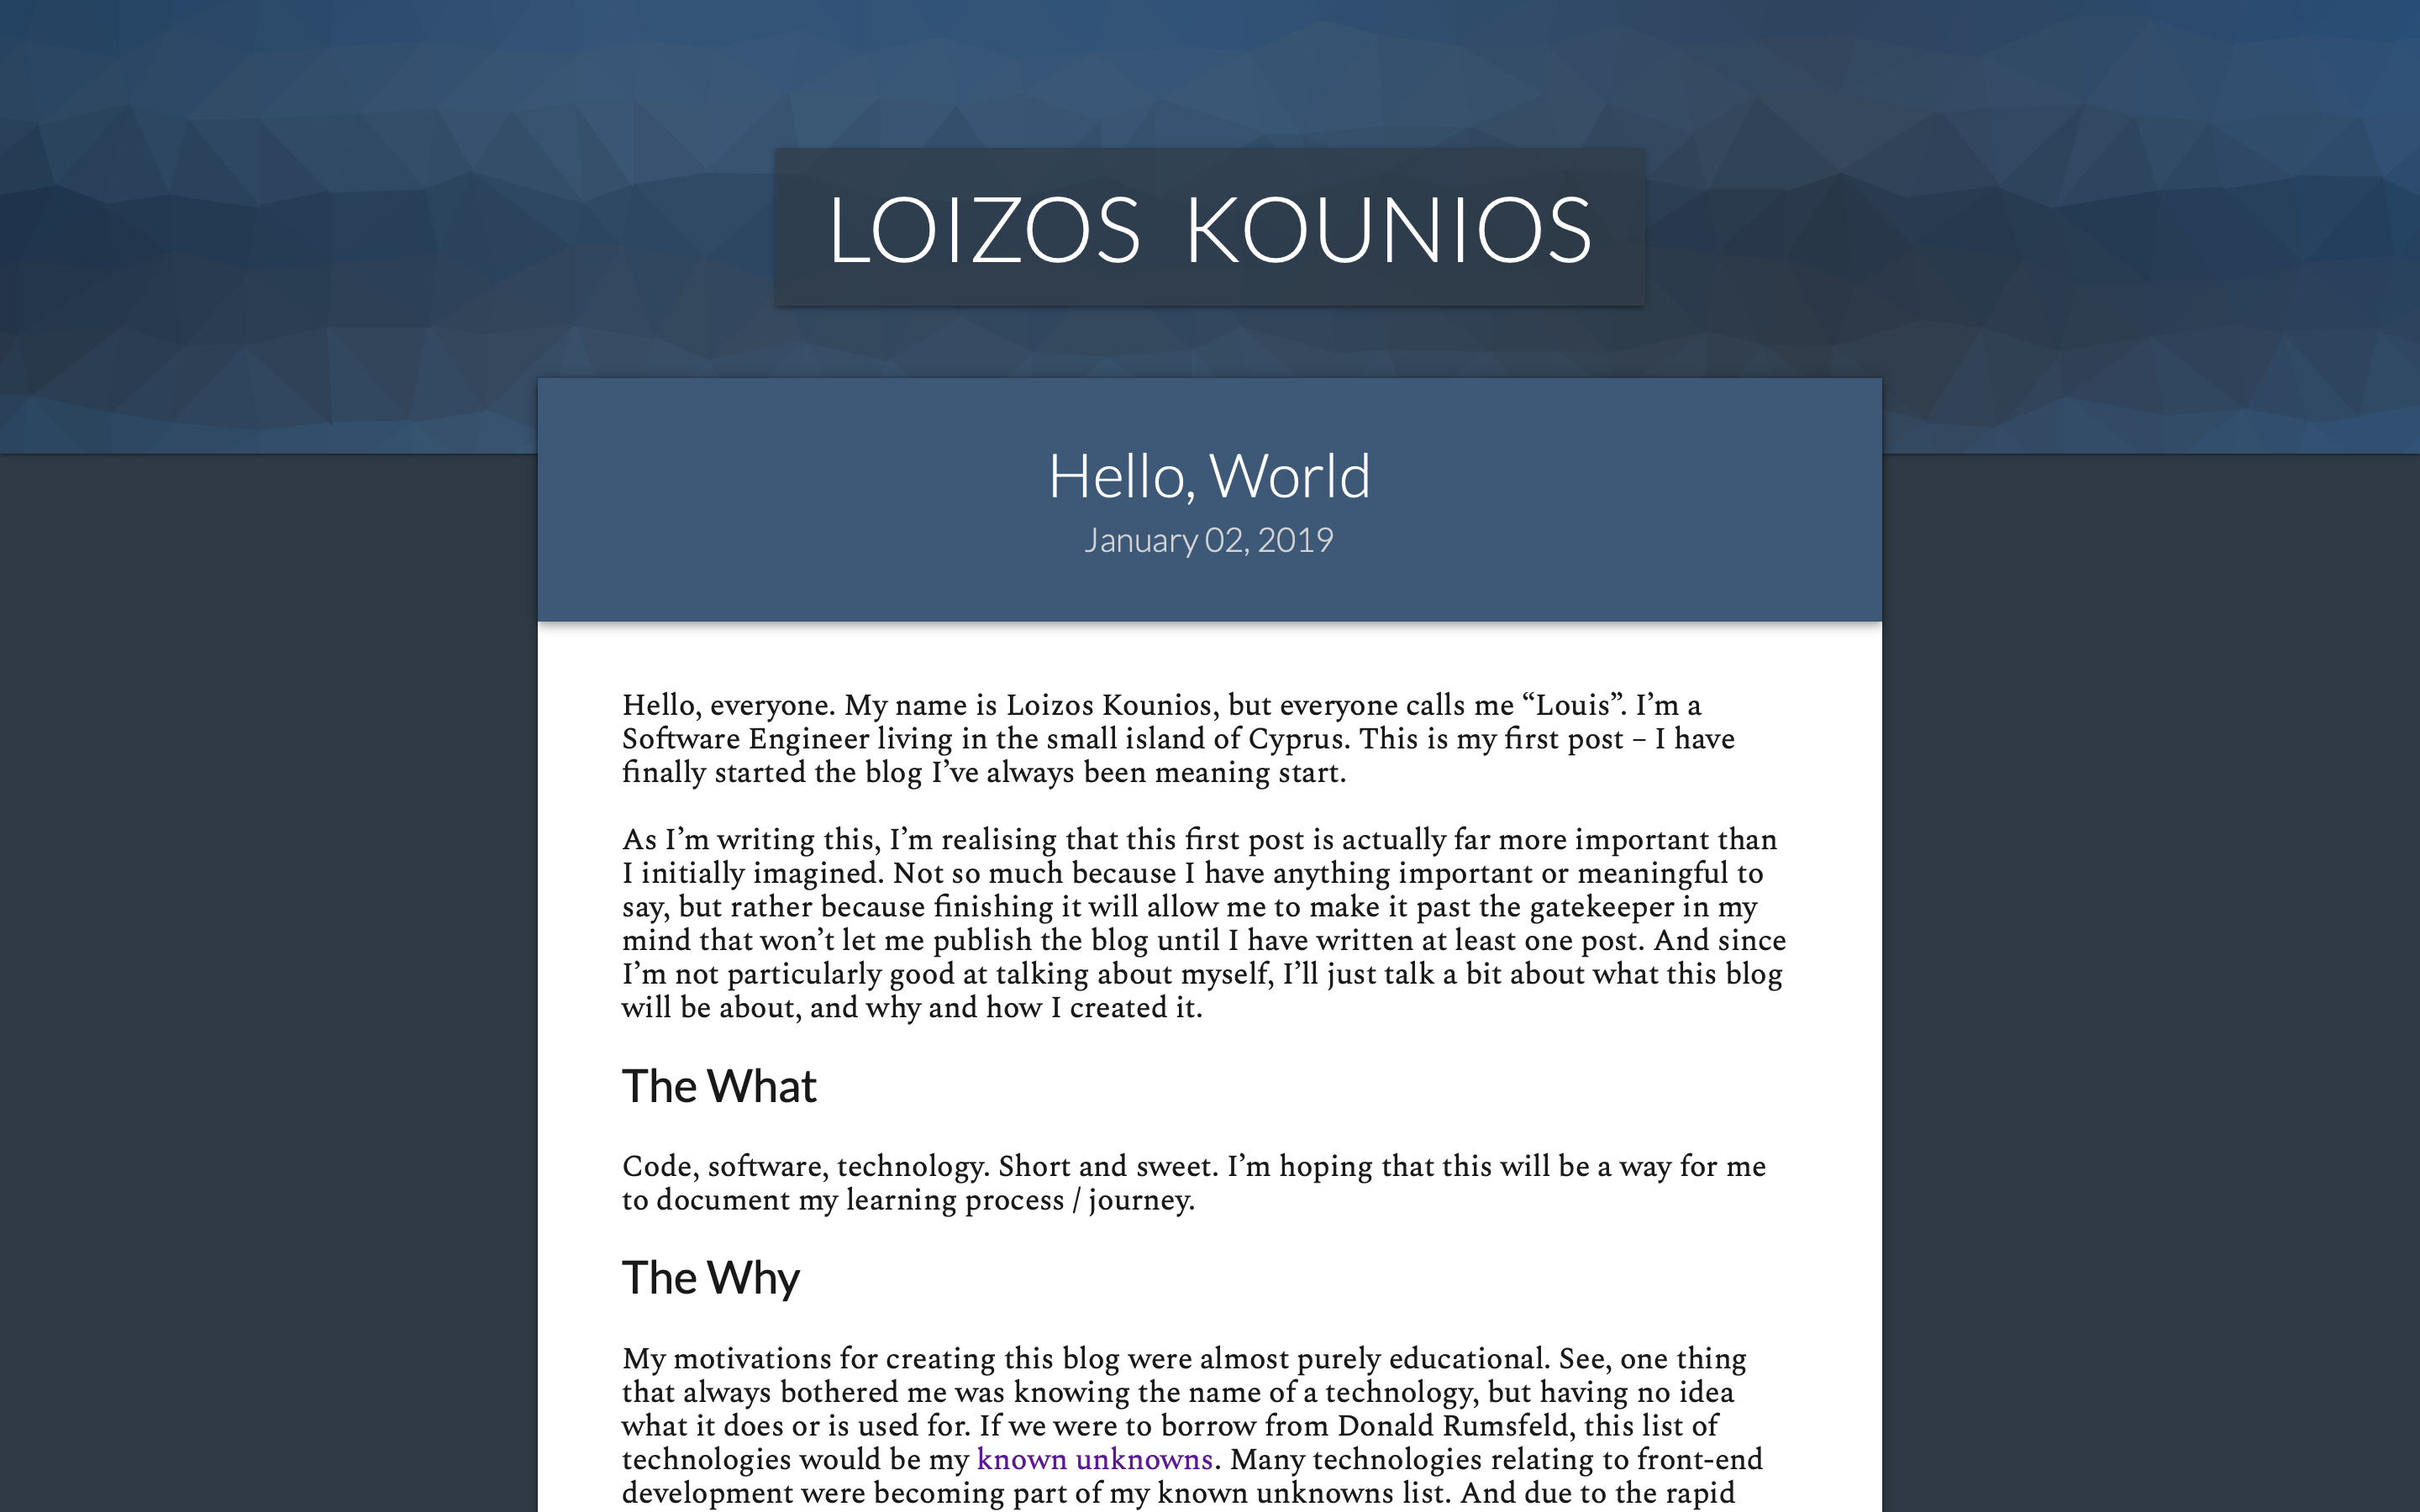 LOIZOS KOUNIOS
Hello, World
January 02, 2019
Hello, everyone. My name is Loizos Kounios, but everyone calls me “Louis”. I’m a
Software Engineer living in the small island of Cyprus. This is my first post – I have
finally started the blog I’ve always been meaning start.
As I’m writing this, I’m realising that this first post is actually far more important than
I initially imagined. Not so much because I have anything important or meaningful to
say, but rather because finishing it will allow me to make it past the gatekeeper in my
mind that won’t let me publish the blog until I have written at least one post. And since
I’m not particularly good at talking about myself, I’ll just talk a bit about what this blog
will be about, and why and how I created it.
The What
Code, software, technology. Short and sweet. I’m hoping that this will be a way for me
to document my learning process / journey.
The Why
My motivations for creating this blog were almost purely educational. See, one thing
that always bothered me was knowing the name of a technology, but having no idea
what it does or is used for. If we were to borrow from Donald Rumsfeld, this list of
technologies would be my known unknowns. Many technologies relating to front-end
development were becoming part of my known unknowns list. And due to the rapid